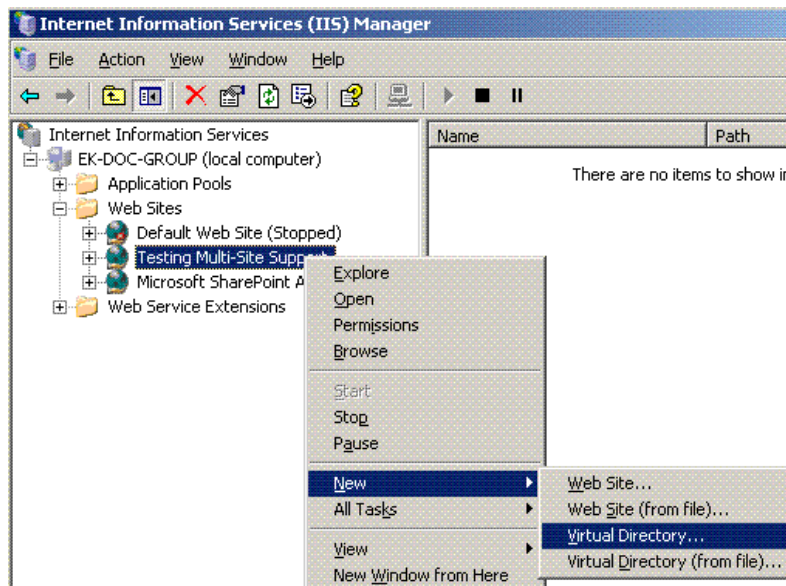 Internet Information Services (IIS) Manager
File Action View Window Help
Internet Information Services
EK-DOC-GROUP (local computer)
Application Pools
Web Sites
Default Web Site (Stopped)
Testing Multi-Site Support
Microsoft SharePoint A
Web Service Extensions
Name Path
There are no items to show i
Explore
Open
Permissions
Browse
Start
Stop
Pause
New
All Tasks
View
New Window from Here
Web Site...
Web Site (from file)...
Virtual Directory...
Virtual Directory (from file)...